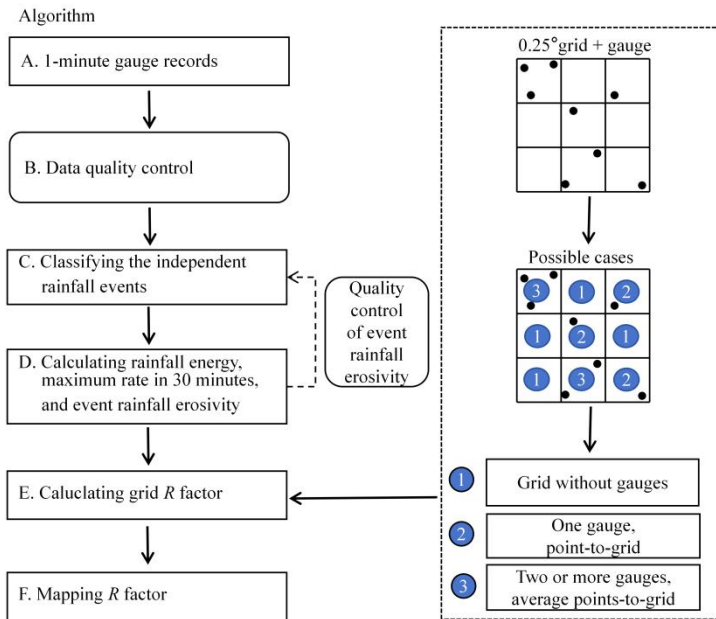 Algorithm
A. 1-minute gauge records
B. Data quality control
C. Classifying the independent
rainfall events
D. Calculating rainfall energy,
maximum rate in 30 minutes,
and event rainfall erosivity
Quality
control
of event
rainfall
erosivity
E. Caluclating grid R factor
F. Mapping R factor
0.25°grid + gauge
Possible cases
3 1 2
1 2 1
1 3 2
1 Grid without gauges
2 One gauge,
point-to-grid
3 Two or more gauges,
average points-to-grid